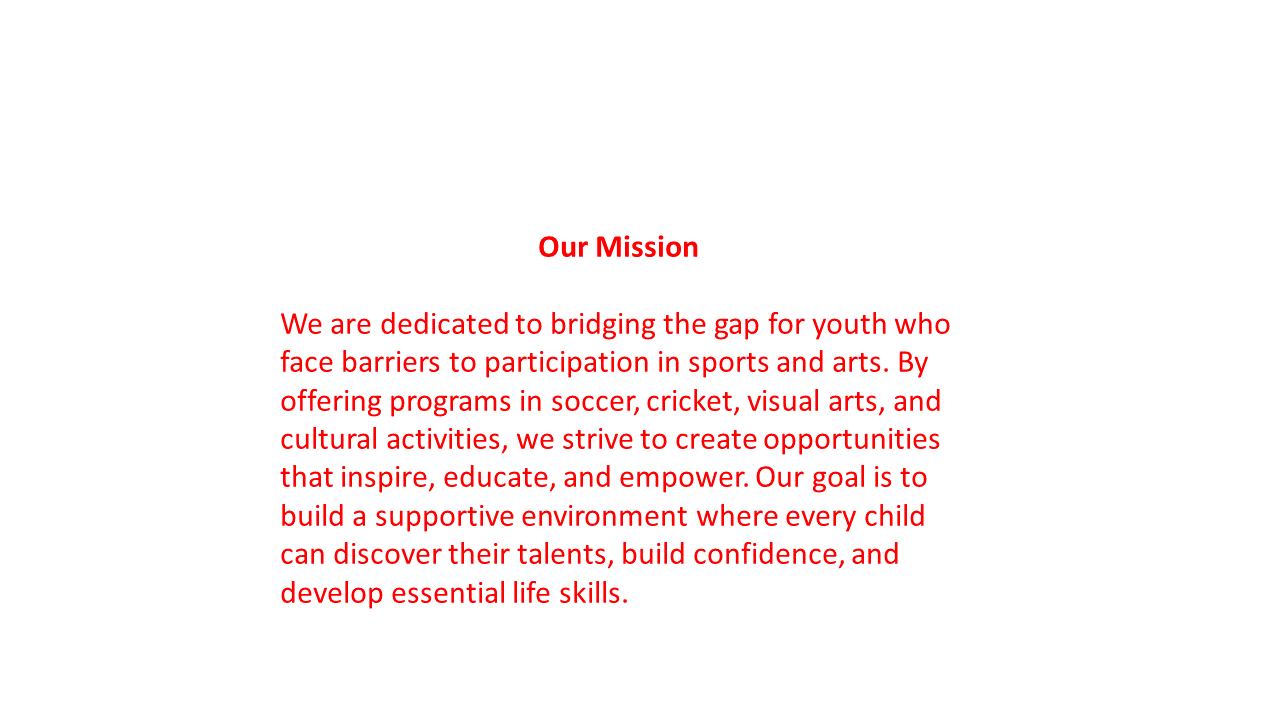 Our Mission
We are dedicated to bridging the gap for youth who
face barriers to participation in sports and arts. By
offering programs in soccer, cricket, visual arts, and
cultural activities, we strive to create opportunities
that inspire, educate, and empower. Our goal is to
build a supportive environment where every child
can discover their talents, build confidence, and
develop essential life skills.